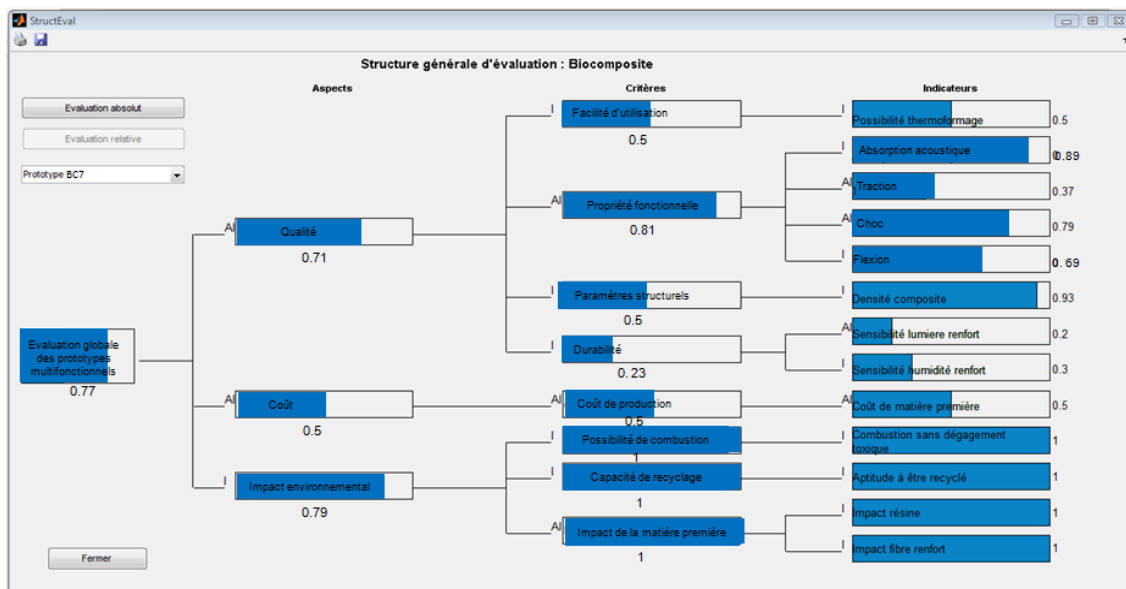 StructEval
Structure générale d'évaluation : Biocomposite
Aspects
Critères
Indicateurs
Evaluation absolut
Evaluation relative
Prototype BC7
Evaluation globale
des prototypes
multifonctionnels
0.77
AI
Qualité
0.71
AI
Coût
0.5
I
Impact environnemental
0.79
I
Facilité d'utilisation
0.5
AI
Propriété fonctionnelle
0.81
I
Paramètres structurels
0.5
I
Durabilité
0.23
AI
Coût de production
0.5
I
Possibilité de combustion
1
I
Capacité de recyclage
1
AI
Impact de la matière première
1
I
Possibilité thermoformage
0.5
I
Absorption acoustique
0.89
AI
Traction
0.37
AI
Choc
0.79
I
Flexion
0.69
I
Densité composite
0.93
AI
Sensibilité lumiere renfort
0.2
I
Sensibilité humidité renfort
0.3
AI
Coût de matière première
0.5
I
Combustion sans dégagement
toxique
1
I
Aptitude à être recyclé
1
I
Impact résine
1
I
Impact fibre renfort
1
Fermer